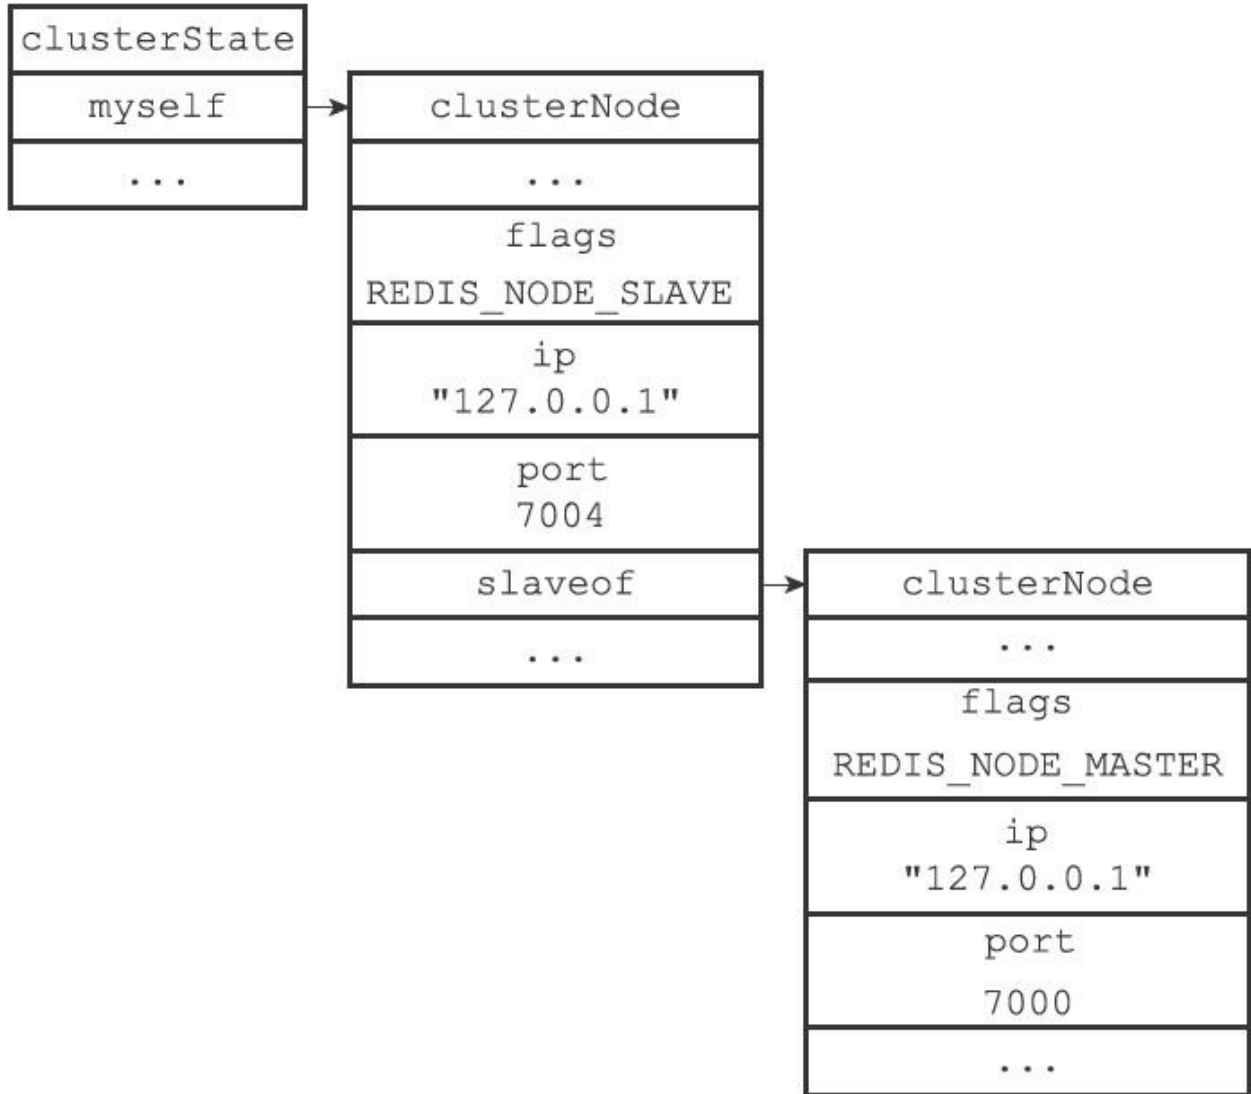 clusterState
myself
...
clusterNode
...
flags
REDIS_NODE_SLAVE
ip
"127.0.0.1"
port
7004
slaveof
...
clusterNode
...
flags
REDIS_NODE_MASTER
ip
"127.0.0.1"
port
7000
...